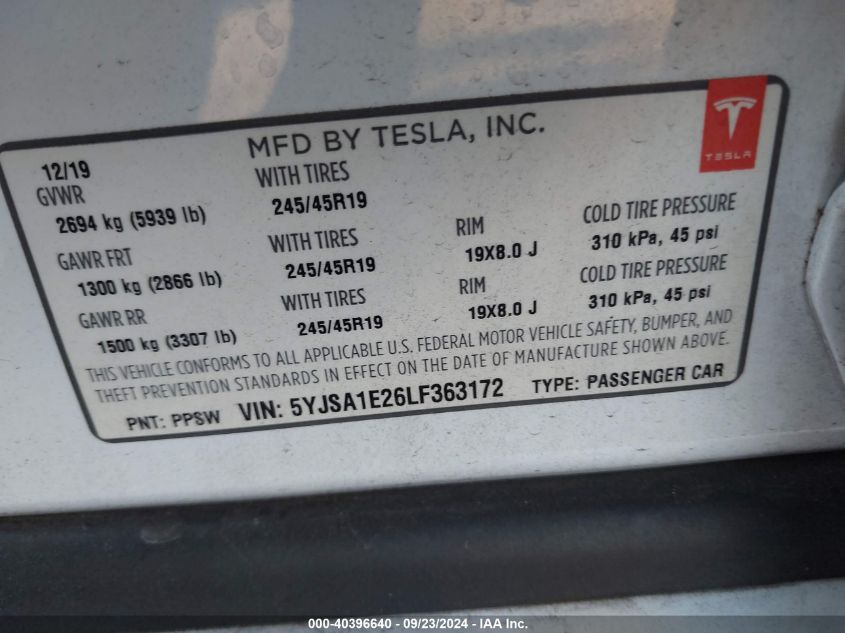 MFD BY TESLA, INC.
TESLA
12/19
GVWR
WITH TIRES
2694 kg (5939 lb)
245/45R19
GAWR FRT
WITH TIRES
RIM
COLD TIRE PRESSURE
1300 kg (2866 lb)
245/45R19
19X8.0 J
310 kPa, 45 psi
GAWR RR
WITH TIRES
RIM
COLD TIRE PRESSURE
1500 kg (3307 lb)
245/45R19
19X8.0 J
310 kPa, 45 psi
THIS VEHICLE CONFORMS TO ALL APPLICABLE U.S. FEDERAL MOTOR VEHICLE SAFETY, BUMPER, AND
THEFT PREVENTION STANDARDS IN EFFECT ON THE DATE OF MANUFACTURE SHOWN ABOVE.
PNT: PPSW VIN: 5YJSA1E26LF363172 TYPE: PASSENGER CAR
000-40396640 - 09/23/2024 - IAA Inc.